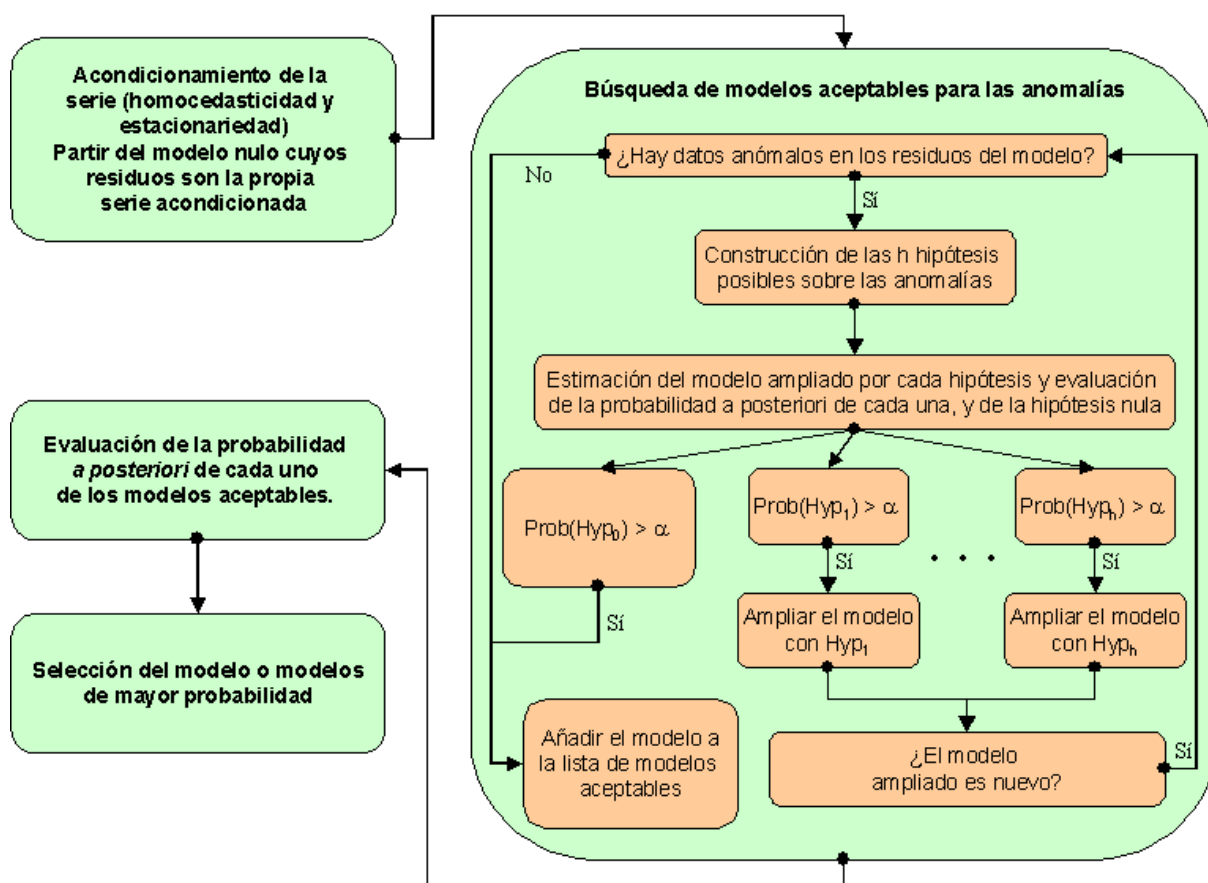 Acondicionamiento de la
serie (homocedasticidad y
estacionariedad)
Partir del modelo nulo cuyos
residuos son la propia
serie acondicionada
Búsqueda de modelos aceptables para las anomalías
¿Hay datos anómalos en los residuos del modelo?
No
Sí
Construcción de las h hipótesis
posibles sobre las anomalías
Estimación del modelo ampliado por cada hipótesis y evaluación
de la probabilidad a posteriori de cada una, y de la hipótesis nula
Prob(Hyp₀) > α
Prob(Hyp₁) > α
Prob(Hypₕ) > α
Sí
Sí
Sí
. . .
Ampliar el modelo
con Hyp₁
Ampliar el modelo
con Hypₕ
Añadir el modelo a
la lista de modelos
aceptables
¿El modelo
ampliado es nuevo?
Sí
Evaluación de la probabilidad
a posteriori de cada uno
de los modelos aceptables.
Selección del modelo o modelos
de mayor probabilidad